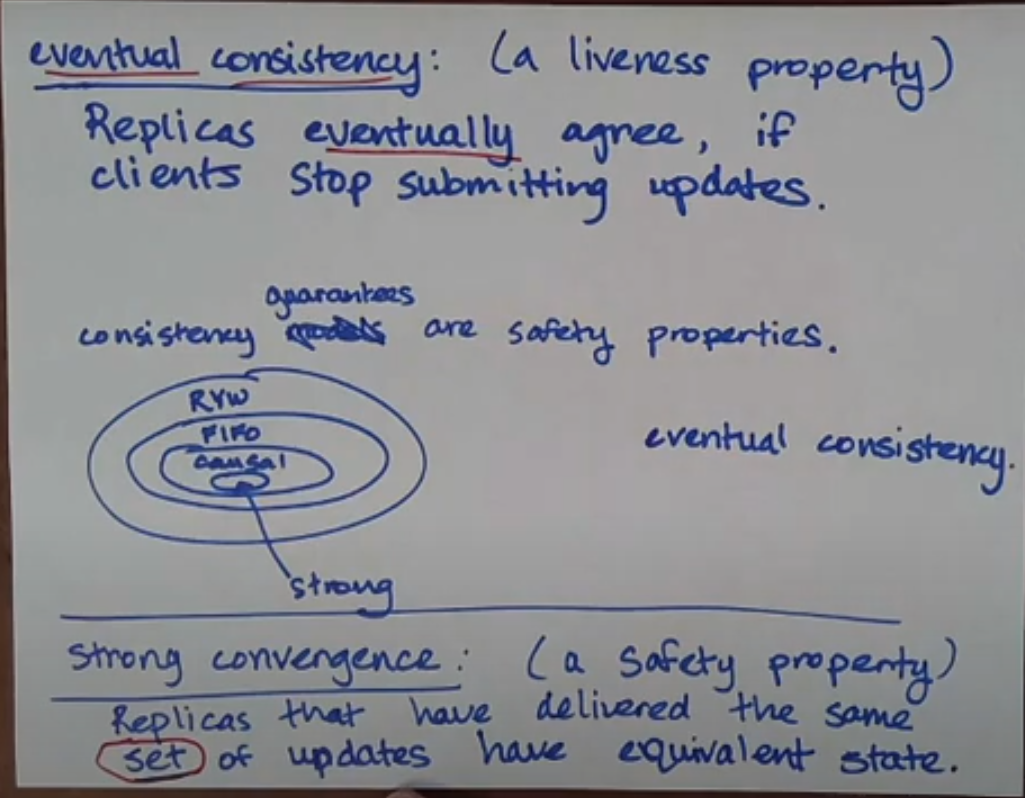 eventual consistency: (a liveness property)
Replicas eventually agree, if
clients stop submitting updates.
guarantees
consistency models are safety properties.
RYW
FIFO
causal
eventual consistency.
strong
strong convergence: (a safety property)
Replicas that have delivered the same
set of updates have equivalent state.